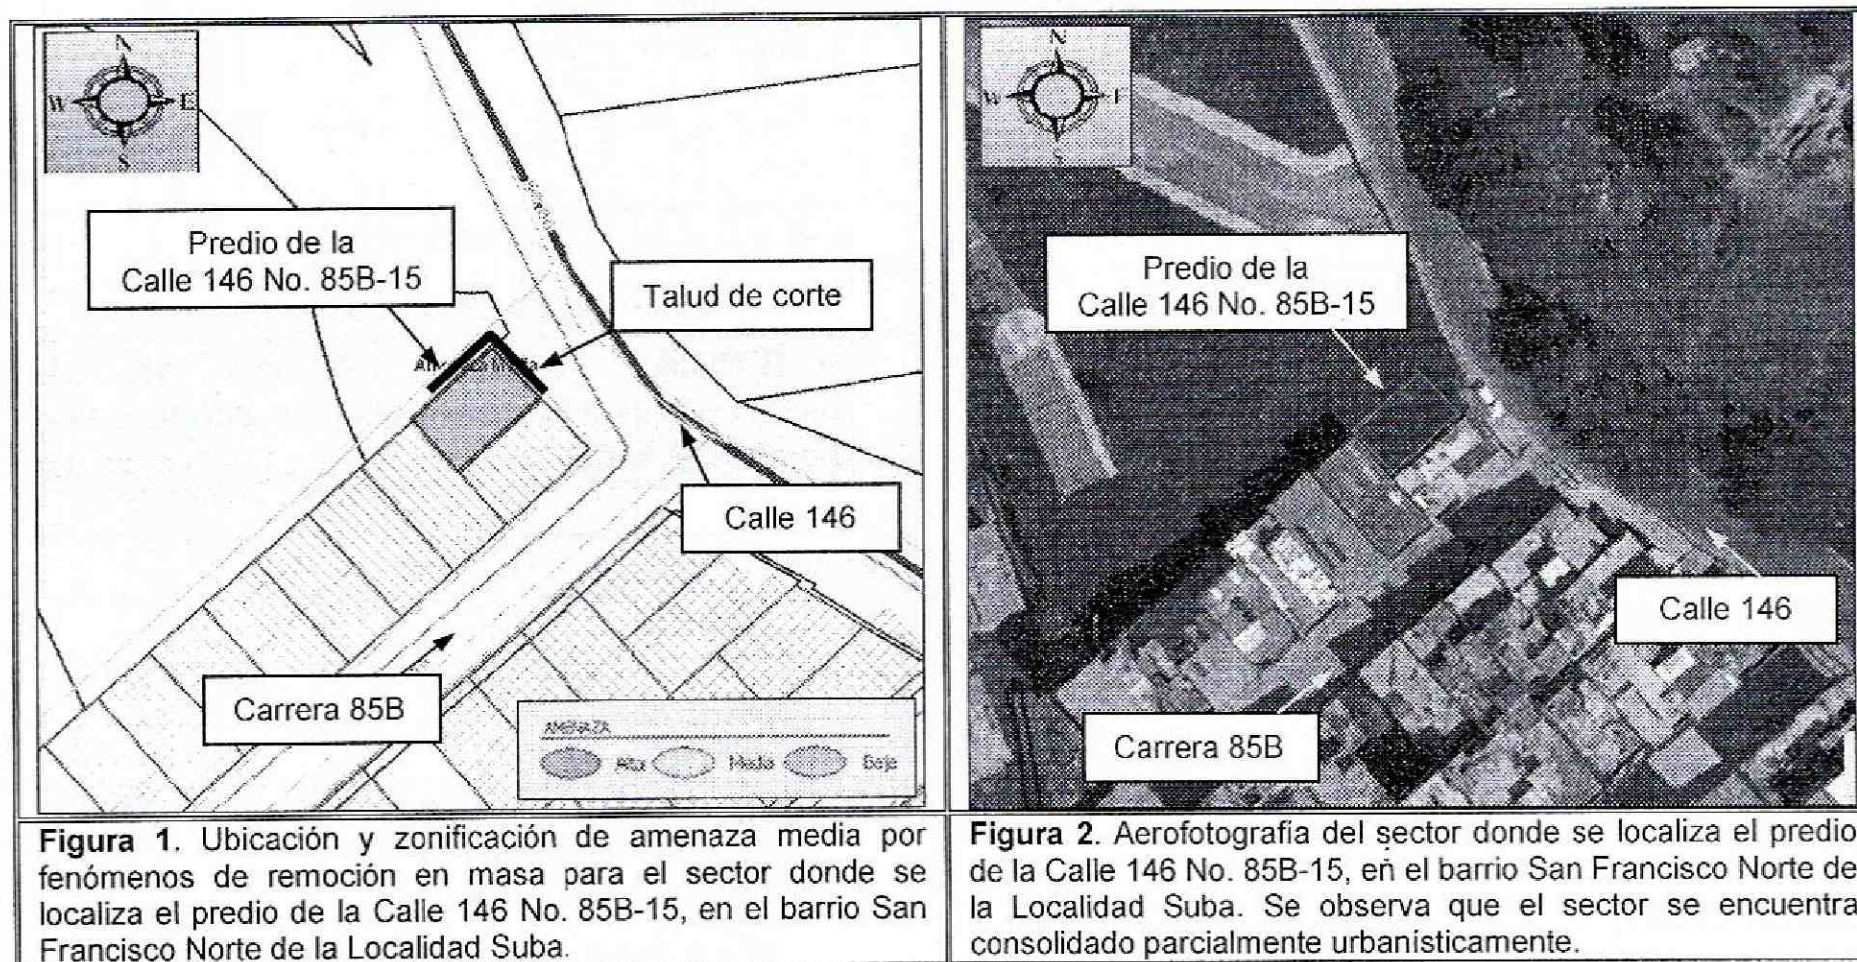 N
W E
S
Predio de la
Calle 146 No. 85B-15
Talud de corte
Calle 146
Carrera 85B
AMENAZA
Alta Media Baja
Figura 1. Ubicación y zonificación de amenaza media por
fenómenos de remoción en masa para el sector donde se
localiza el predio de la Calle 146 No. 85B-15, en el barrio San
Francisco Norte de la Localidad Suba.
N
W E
S
Predio de la
Calle 146 No. 85B-15
Calle 146
Carrera 85B
Figura 2. Aerofotografía del sector donde se localiza el predio
de la Calle 146 No. 85B-15, en el barrio San Francisco Norte de
la Localidad Suba. Se observa que el sector se encuentra
consolidado parcialmente urbanísticamente.